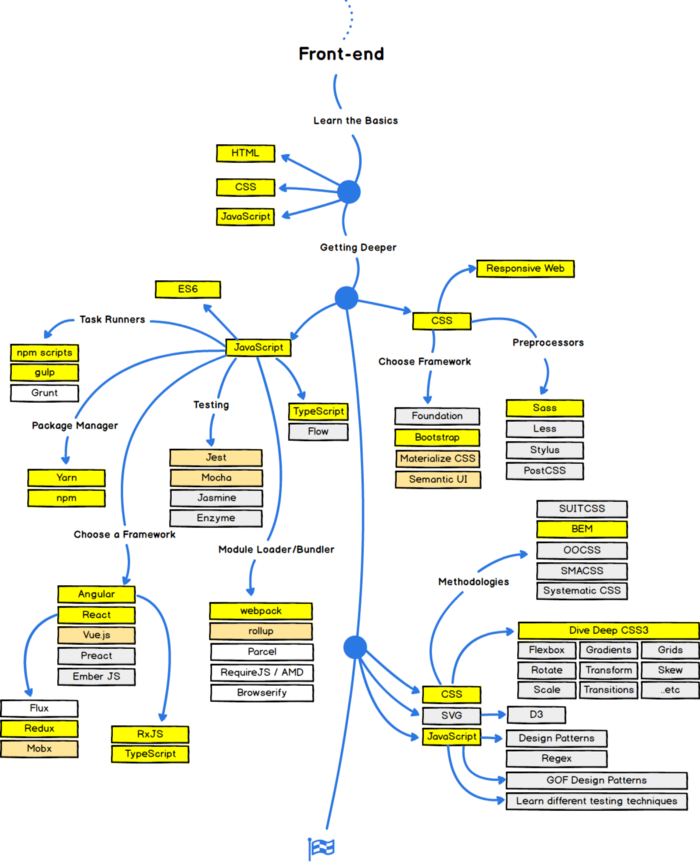 Front-end
Learn the Basics
HTML
CSS
JavaScript
Getting Deeper
Responsive Web
ES6
CSS
Task Runners
JavaScript
Preprocessors
npm scripts
gulp
Grunt
Choose Framework
Testing
TypeScript
Flow
Foundation
Bootstrap
Materialize CSS
Semantic UI
Sass
Less
Stylus
PostCSS
Package Manager
Yarn
npm
Jest
Mocha
Jasmine
Enzyme
SUITCSS
BEM
OOCSS
SMACSS
Systematic CSS
Choose a Framework
Module Loader/Bundler
Methodologies
Angular
React
Vue.js
Preact
Ember JS
webpack
rollup
Parcel
RequireJS / AMD
Browserify
Dive Deep CSS3
Flexbox Gradients Grids
Rotate Transform Skew
Scale Transitions ..etc
Flux
Redux
Mobx
RxJS
TypeScript
CSS
SVG
JavaScript
D3
Design Patterns
Regex
GOF Design Patterns
Learn different testing techniques